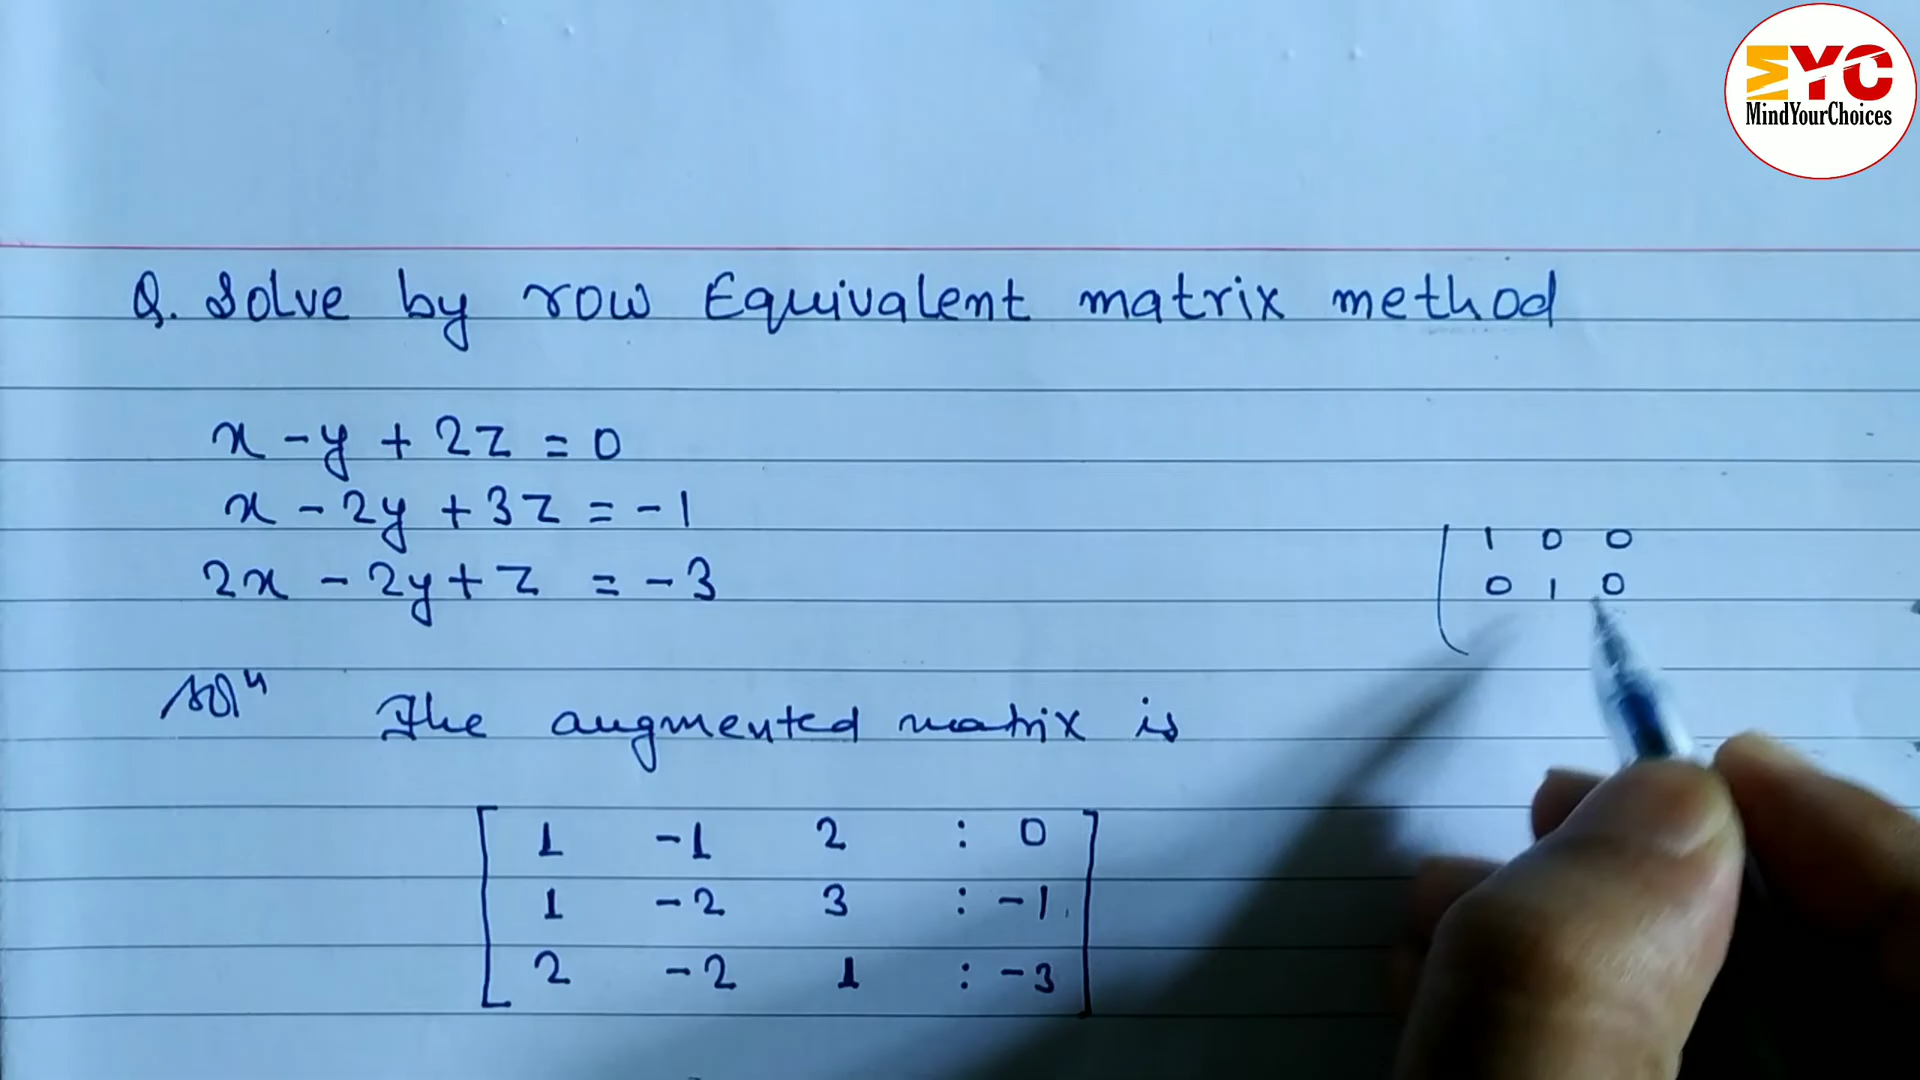 MYC
MindYourChoices
Q. Solve by row Equivalent matrix method
x - y + 2z = 0
x - 2y + 3z = -1
2x - 2y + z = -3
1 0 0
0 1 0
Solⁿ The augmented matrix is
1 -1 2 : 0
1 -2 3 : -1
2 -2 1 : -3